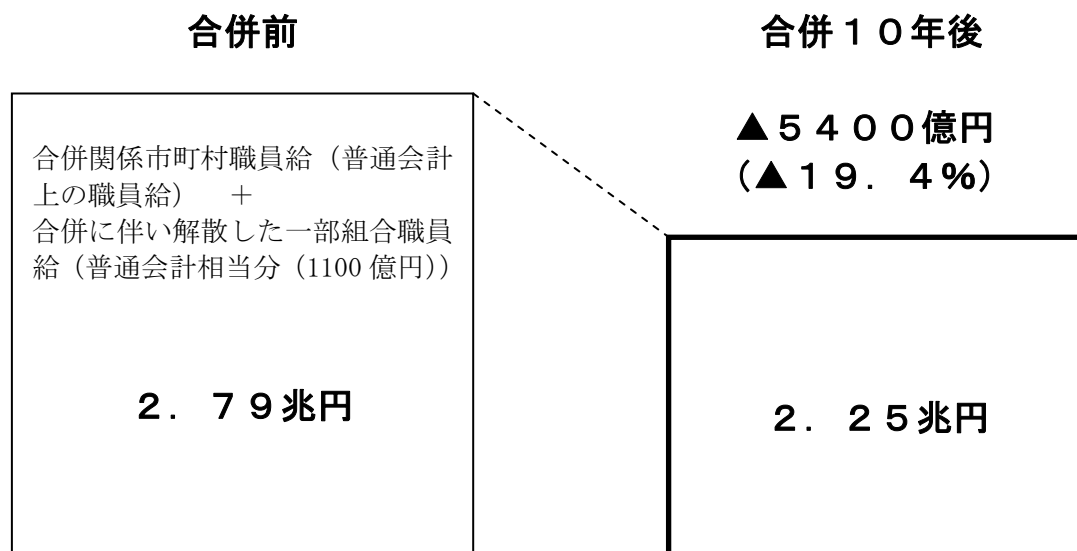 合併前
合併１０年後
▲５４００億円
（▲１９．４%）
合併関係市町村職員給（普通会計
上の職員給）　＋
合併に伴い解散した一部組合職員
給（普通会計相当分（1100 億円））
２．７９兆円
２．２５兆円